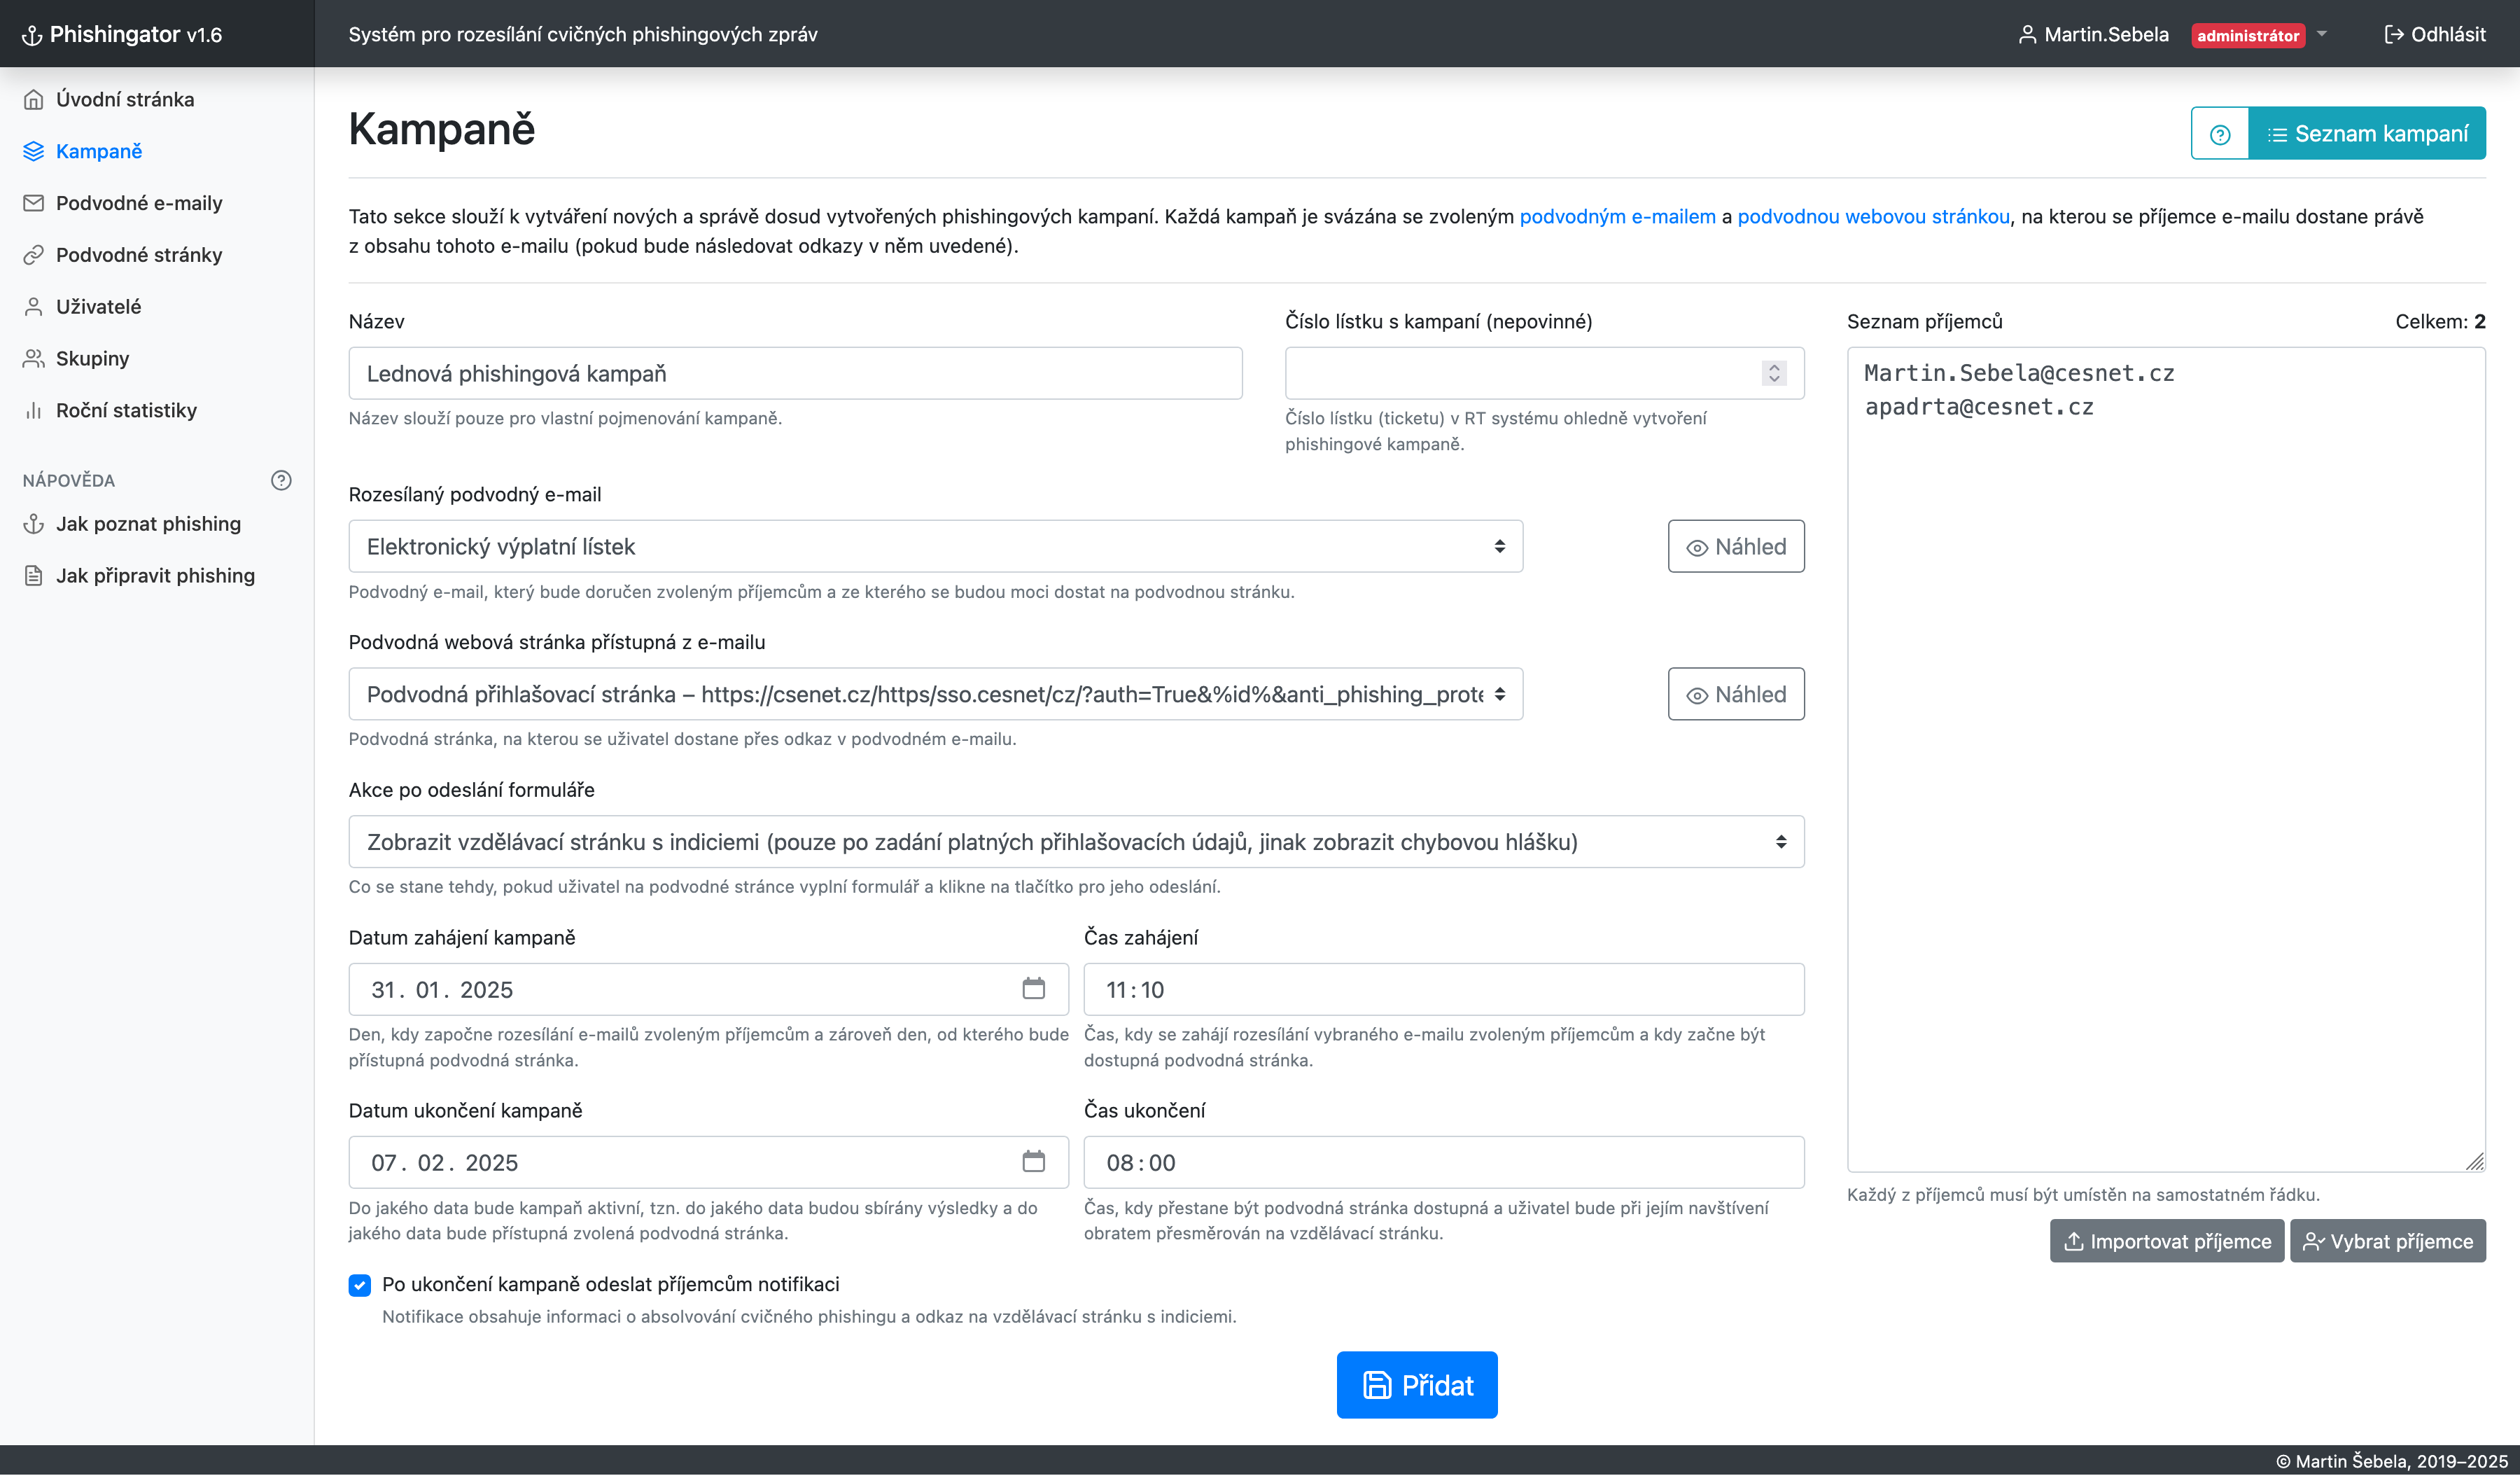 Phishingator v1.6
Systém pro rozesílání cvičných phishingových zpráv
Martin.Sebela administrátor
Odhlásit
Úvodní stránka
Kampaně
Podvodné e-maily
Podvodné stránky
Uživatelé
Skupiny
Roční statistiky
NÁPOVĚDA
Jak poznat phishing
Jak připravit phishing
Kampaně
Seznam kampaní
Tato sekce slouží k vytváření nových a správě dosud vytvořených phishingových kampaní. Každá kampaň je svázána se zvoleným podvodným e-mailem a podvodnou webovou stránkou, na kterou se příjemce e-mailu dostane právě
z obsahu tohoto e-mailu (pokud bude následovat odkazy v něm uvedené).
Název
Lednová phishingová kampaň
Název slouží pouze pro vlastní pojmenování kampaně.
Číslo lístku s kampaní (nepovinné)
Číslo lístku (ticketu) v RT systému ohledně vytvoření
phishingové kampaně.
Rozesílaný podvodný e-mail
Elektronický výplatní lístek
Náhled
Podvodný e-mail, který bude doručen zvoleným příjemcům a ze kterého se budou moci dostat na podvodnou stránku.
Podvodná webová stránka přístupná z e-mailu
Podvodná přihlašovací stránka – https://csenet.cz/https/sso.cesnet/cz/?auth=True&%id%&anti_phishing_prote
Náhled
Podvodná stránka, na kterou se uživatel dostane přes odkaz v podvodném e-mailu.
Akce po odeslání formuláře
Zobrazit vzdělávací stránku s indiciemi (pouze po zadání platných přihlašovacích údajů, jinak zobrazit chybovou hlášku)
Co se stane tehdy, pokud uživatel na podvodné stránce vyplní formulář a klikne na tlačítko pro jeho odeslání.
Datum zahájení kampaně
31. 01. 2025
Den, kdy započne rozesílání e-mailů zvoleným příjemcům a zároveň den, od kterého bude
přístupná podvodná stránka.
Čas zahájení
11:10
Čas, kdy se zahájí rozesílání vybraného e-mailu zvoleným příjemcům a kdy začne být
dostupná podvodná stránka.
Datum ukončení kampaně
07. 02. 2025
Do jakého data bude kampaň aktivní, tzn. do jakého data budou sbírány výsledky a do
jakého data bude přístupná zvolená podvodná stránka.
Čas ukončení
08:00
Čas, kdy přestane být podvodná stránka dostupná a uživatel bude při jejím navštívení
obratem přesměrován na vzdělávací stránku.
Po ukončení kampaně odeslat příjemcům notifikaci
Notifikace obsahuje informaci o absolvování cvičného phishingu a odkaz na vzdělávací stránku s indiciemi.
Seznam příjemců
Celkem: 2
Martin.Sebela@cesnet.cz
apadrta@cesnet.cz
Každý z příjemců musí být umístěn na samostatném řádku.
Importovat příjemce
Vybrat příjemce
Přidat
© Martin Šebela, 2019–2025